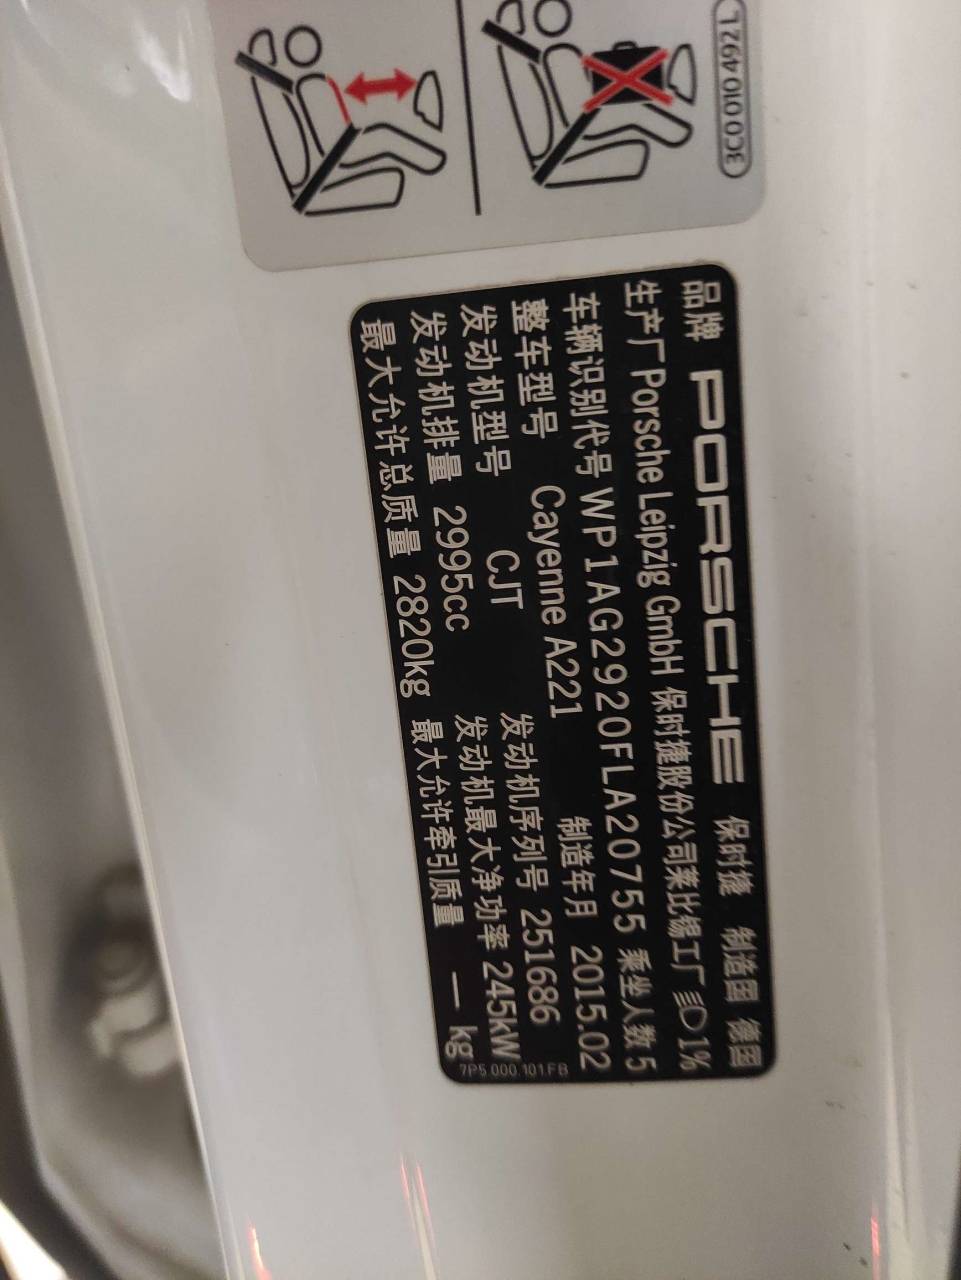 3C0 010 492 L
品牌 PORSCHE 保时捷 制造国 德国
生产厂 Porsche Leipzig GmbH 保时捷股份公司莱比锡工厂 1%
车辆识别代号 WP1AG2920FLA20755 乘坐人数 5
整车型号 Cayenne A221 制造年月 2015.02
发动机型号 CJT 发动机序列号 251686
发动机排量 2995cc 发动机最大净功率 245kW
最大允许总质量 2820kg 最大允许牵引质量 — kg
7P5.000.101FB